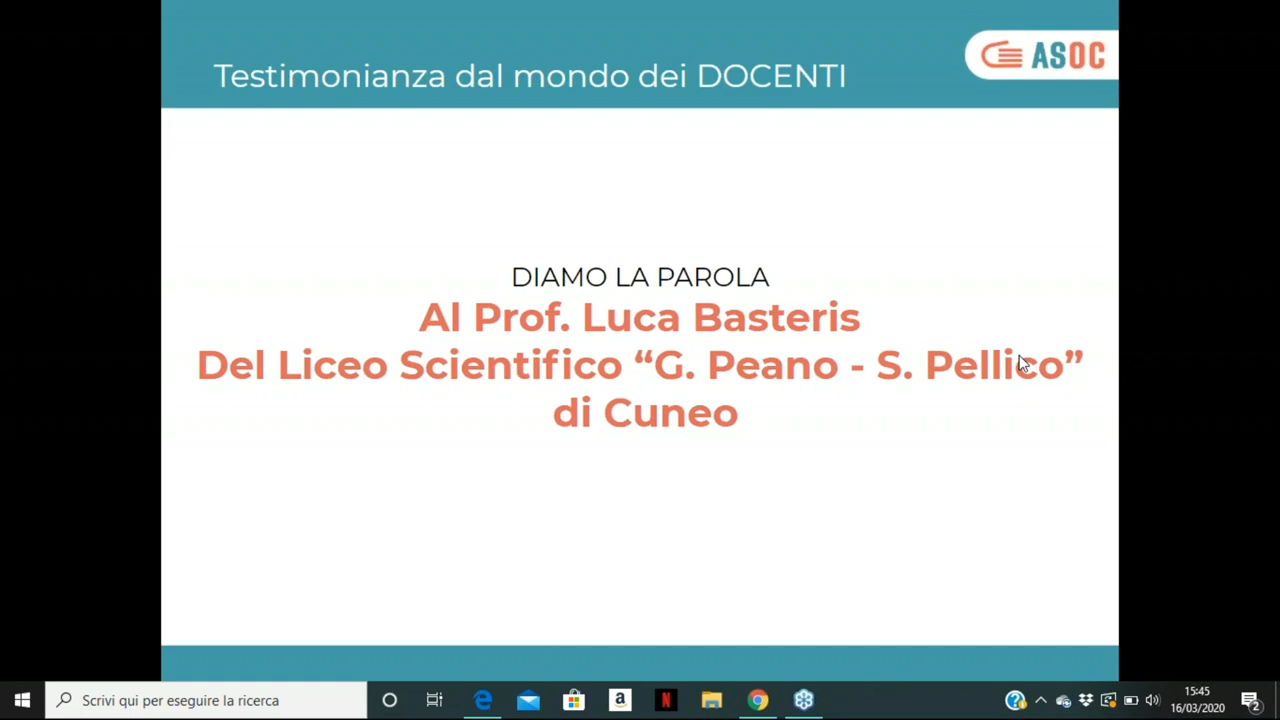 Testimonianza dal mondo dei DOCENTI
ASOC
DIAMO LA PAROLA
Al Prof. Luca Basteris
Del Liceo Scientifico “G. Peano - S. Pellico”
di Cuneo
Scrivi qui per eseguire la ricerca
15:45
16/03/2020
2